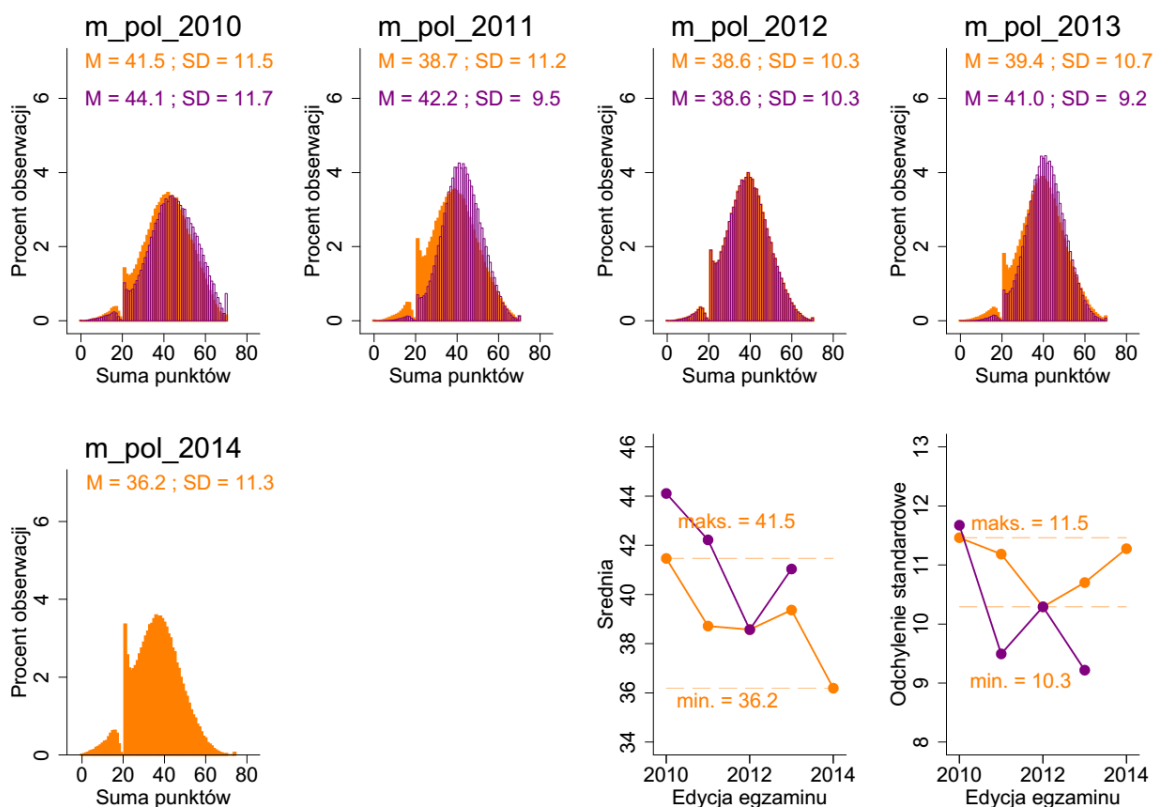 m_pol_2010
M = 41.5 ; SD = 11.5
M = 44.1 ; SD = 11.7
Procent obserwacji
0 2 4 6
0 20 40 60 80
Suma punktów
m_pol_2011
M = 38.7 ; SD = 11.2
M = 42.2 ; SD = 9.5
Procent obserwacji
0 2 4 6
0 20 40 60 80
Suma punktów
m_pol_2012
M = 38.6 ; SD = 10.3
M = 38.6 ; SD = 10.3
Procent obserwacji
0 2 4 6
0 20 40 60 80
Suma punktów
m_pol_2013
M = 39.4 ; SD = 10.7
M = 41.0 ; SD = 9.2
Procent obserwacji
0 2 4 6
0 20 40 60 80
Suma punktów
m_pol_2014
M = 36.2 ; SD = 11.3
Procent obserwacji
0 2 4 6
0 20 40 60 80
Suma punktów
Srednia
34 36 38 40 42 44 46
maks. = 41.5
min. = 36.2
2010 2012 2014
Edycja egzaminu
Odchylenie standardowe
8 9 10 11 12 13
maks. = 11.5
min. = 10.3
2010 2012 2014
Edycja egzaminu